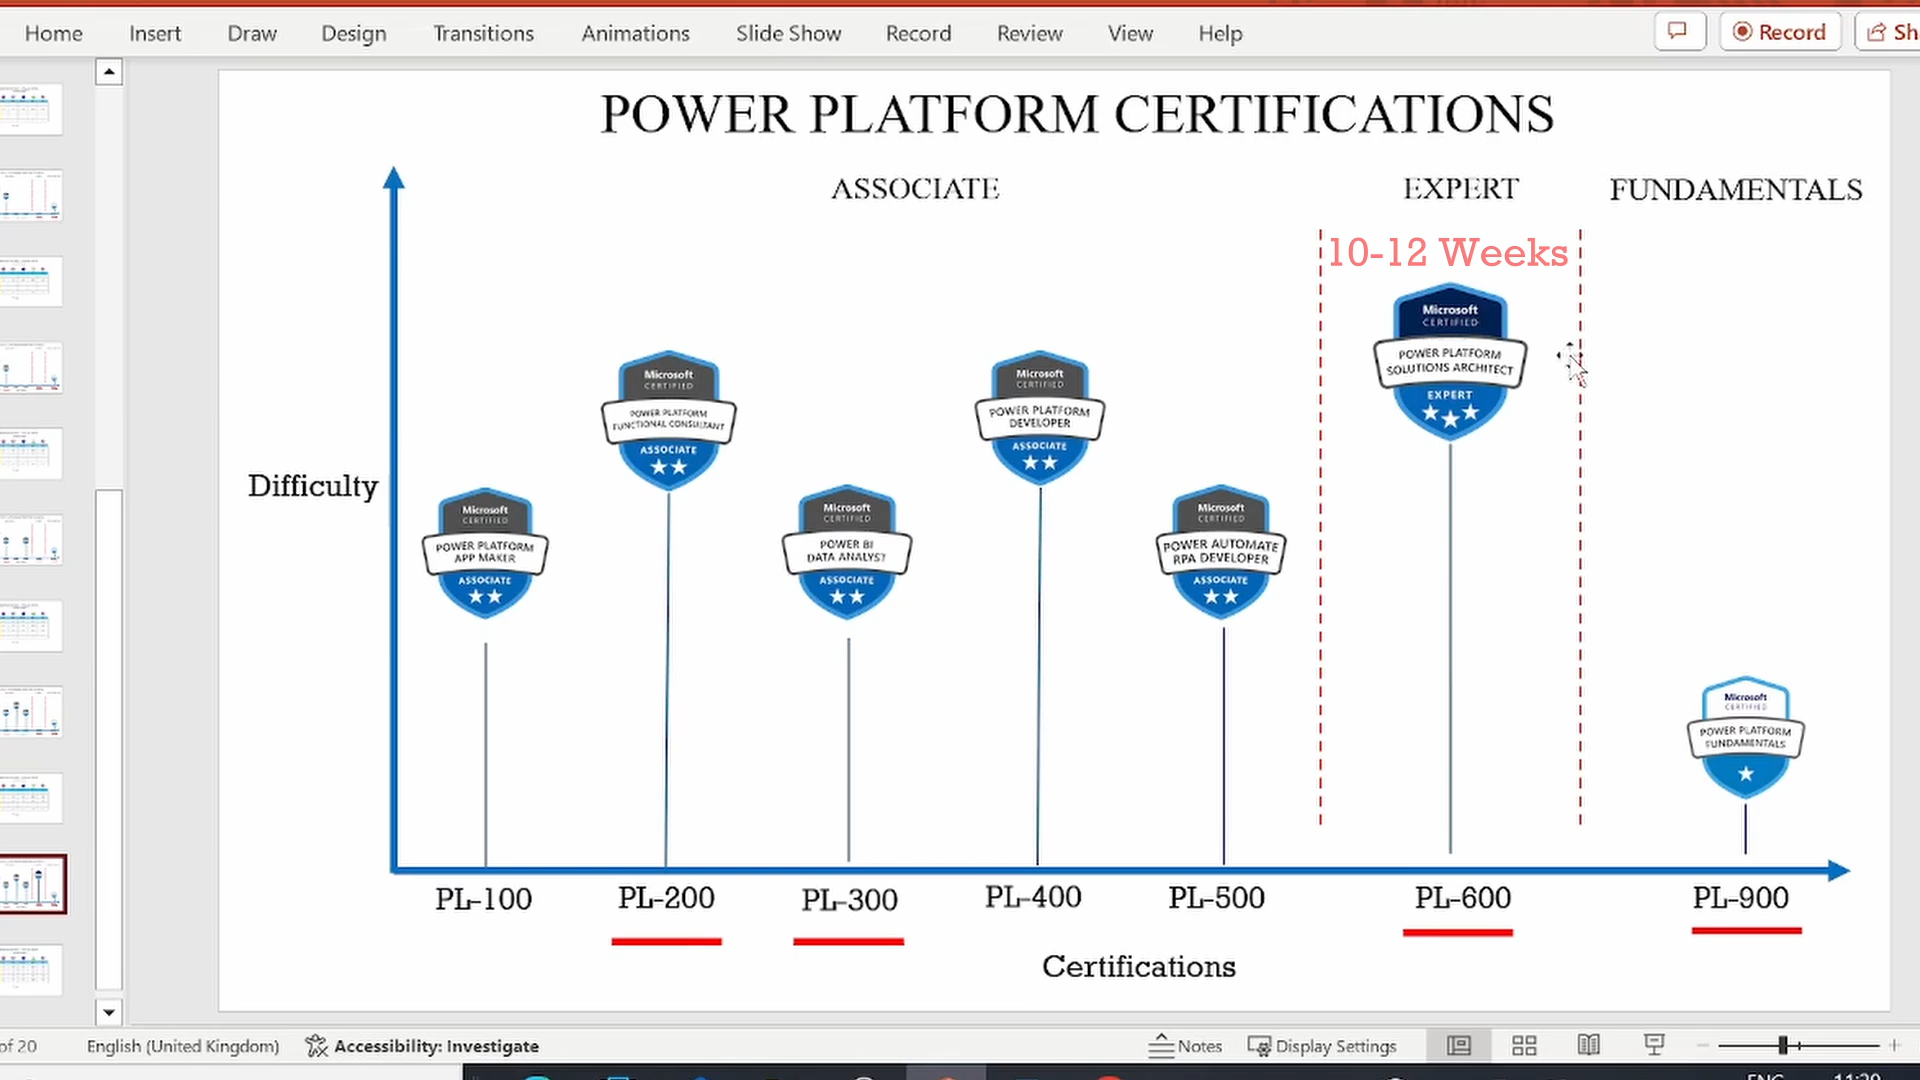 Home Insert Draw Design Transitions Animations Slide Show Record Review View Help Record Sh
POWER PLATFORM CERTIFICATIONS
ASSOCIATE EXPERT FUNDAMENTALS
10-12 Weeks
Microsoft
CERTIFIED
POWER PLATFORM
SOLUTIONS ARCHITECT
EXPERT
Microsoft
CERTIFIED
POWER PLATFORM
FUNCTIONAL CONSULTANT
ASSOCIATE
Microsoft
CERTIFIED
POWER PLATFORM
DEVELOPER
ASSOCIATE
Difficulty
Microsoft
CERTIFIED
POWER PLATFORM
APP MAKER
ASSOCIATE
Microsoft
CERTIFIED
POWER BI
DATA ANALYST
ASSOCIATE
Microsoft
CERTIFIED
POWER AUTOMATE
RPA DEVELOPER
ASSOCIATE
Microsoft
CERTIFIED
POWER PLATFORM
FUNDAMENTALS
PL-100 PL-200 PL-300 PL-400 PL-500 PL-600 PL-900
Certifications
of 20 English (United Kingdom) Accessibility: Investigate Notes Display Settings